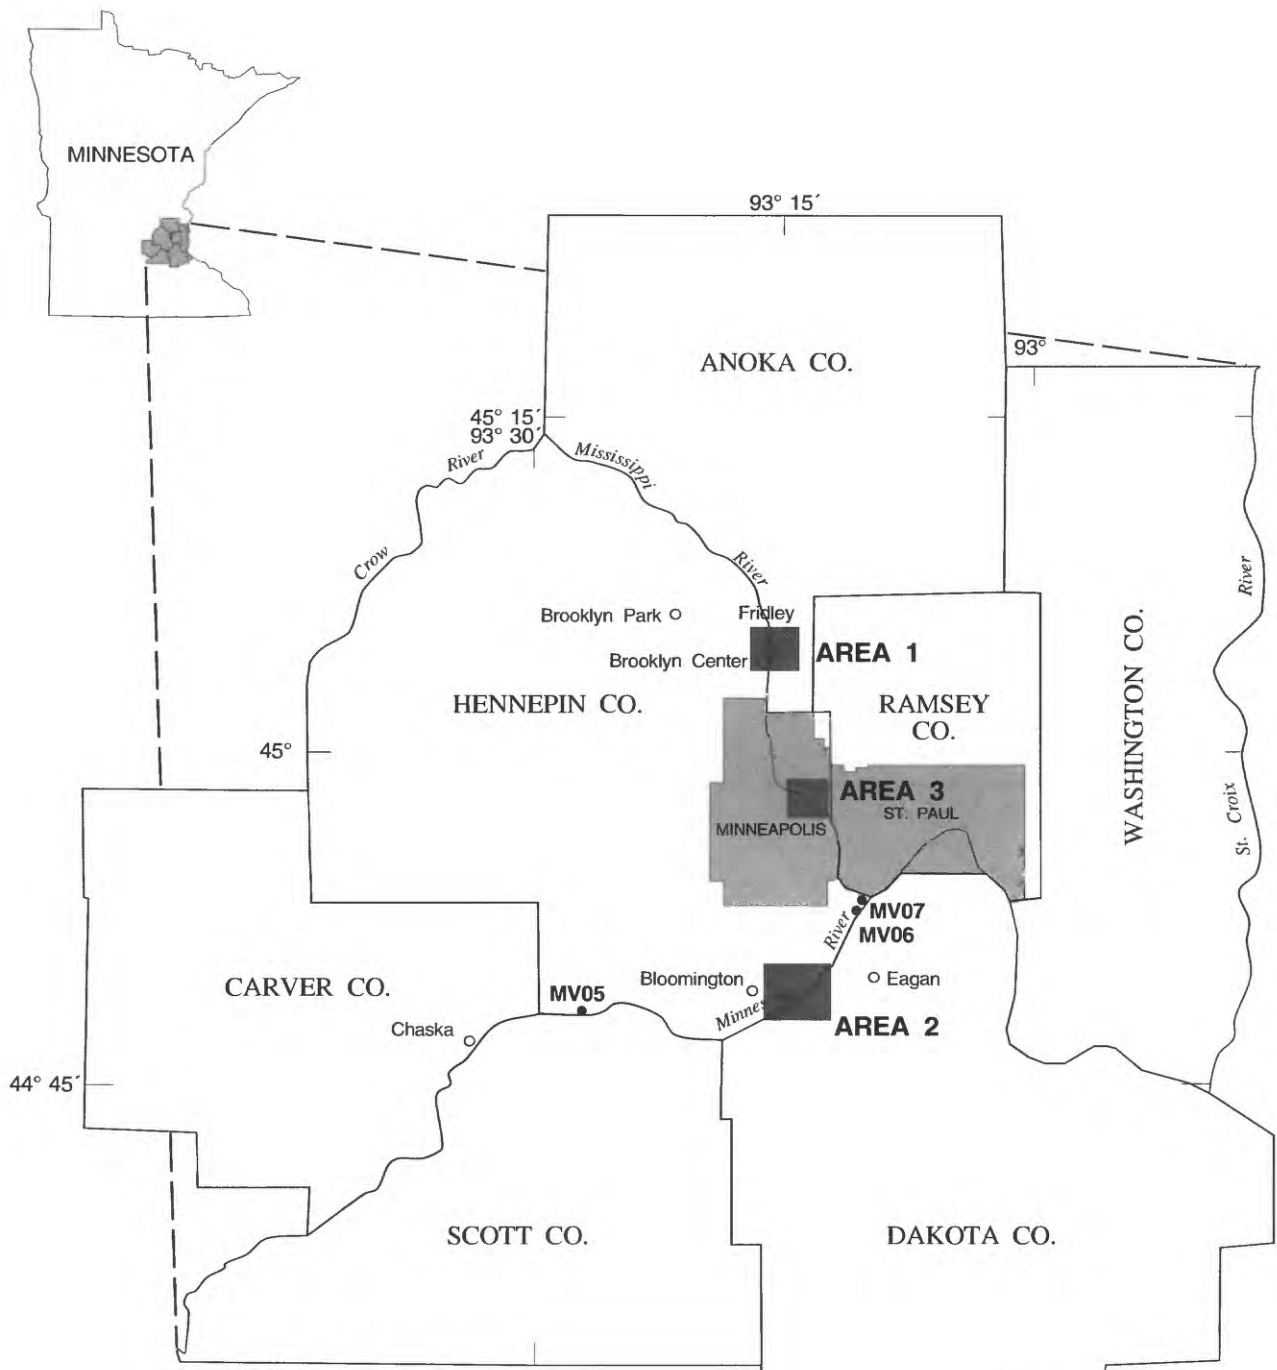 MINNESOTA
93° 15´
ANOKA CO.
93°
45° 15´
93° 30´
River
Mississippi
Crow
River
River
Brooklyn Park
Fridley
Brooklyn Center
AREA 1
HENNEPIN CO.
RAMSEY
CO.
WASHINGTON CO.
45°
AREA 3
ST. PAUL
MINNEAPOLIS
St. Croix
MV07
River
MV06
CARVER CO.
Bloomington
Eagan
MV05
Minnes
AREA 2
Chaska
44° 45´
SCOTT CO.
DAKOTA CO.